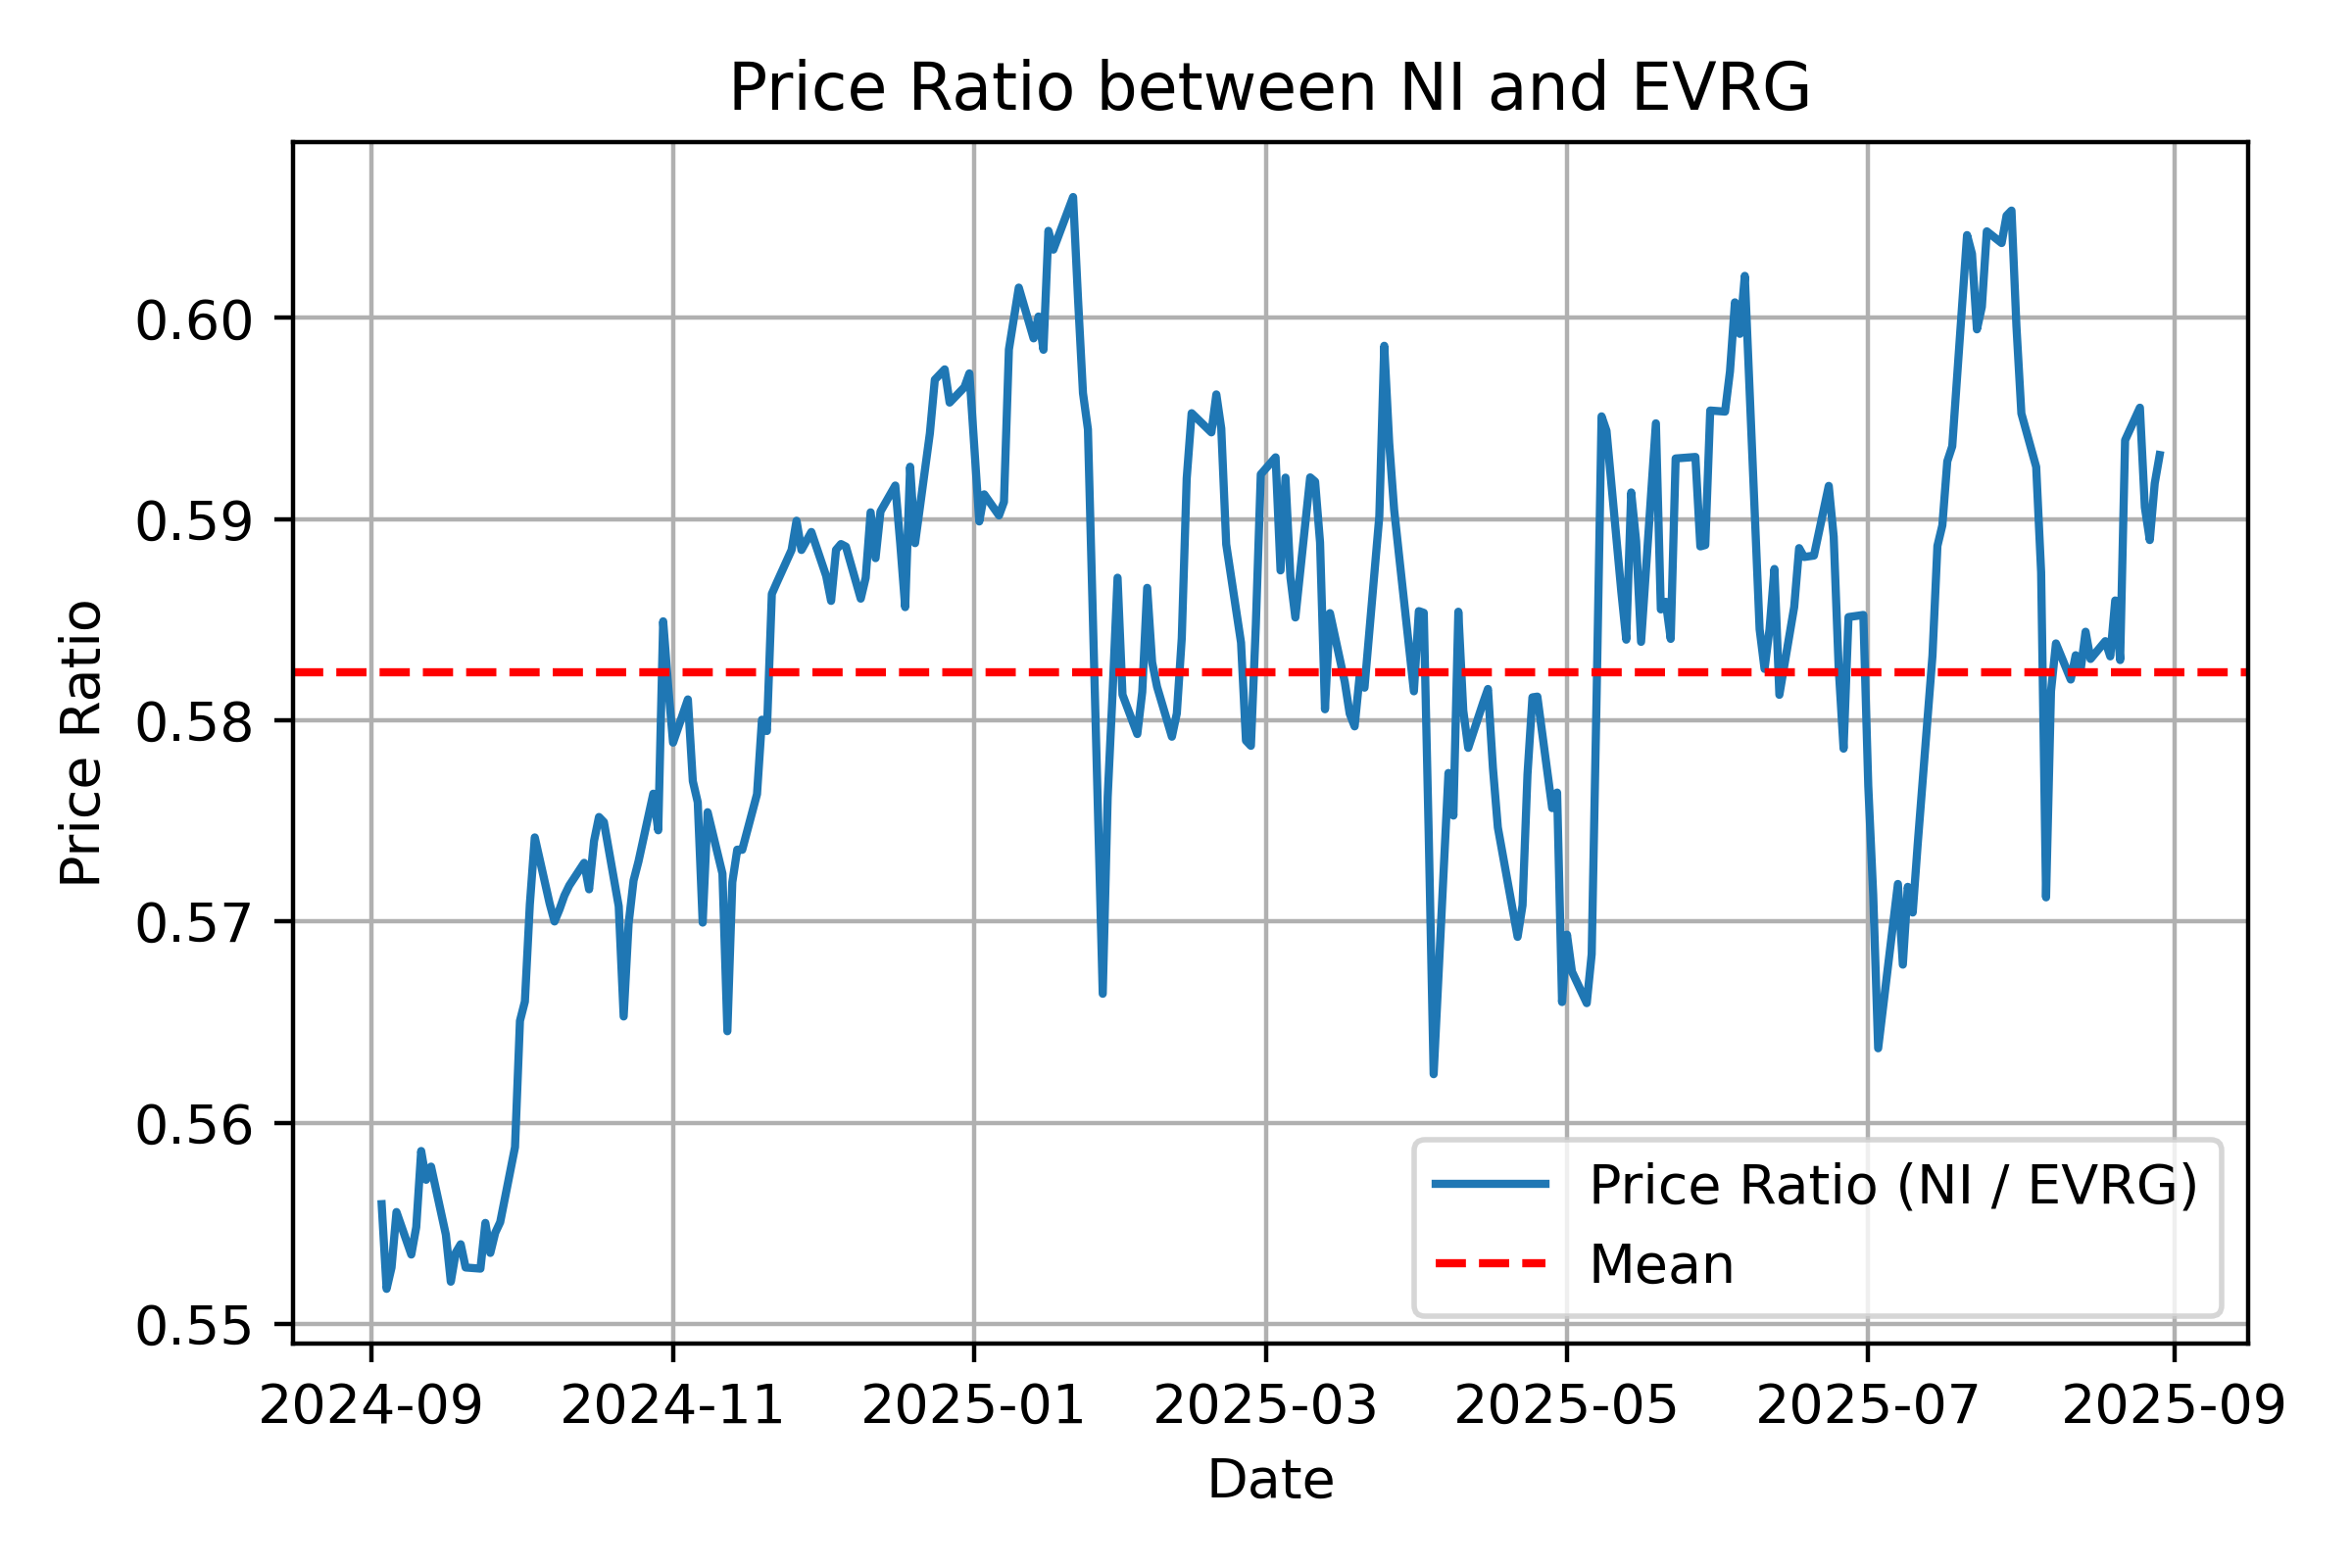 Price Ratio between NI and EVRG
Price Ratio
0.60
0.59
0.58
0.57
0.56
0.55
Price Ratio (NI / EVRG)
Mean
2024-09 2024-11 2025-01 2025-03 2025-05 2025-07 2025-09
Date